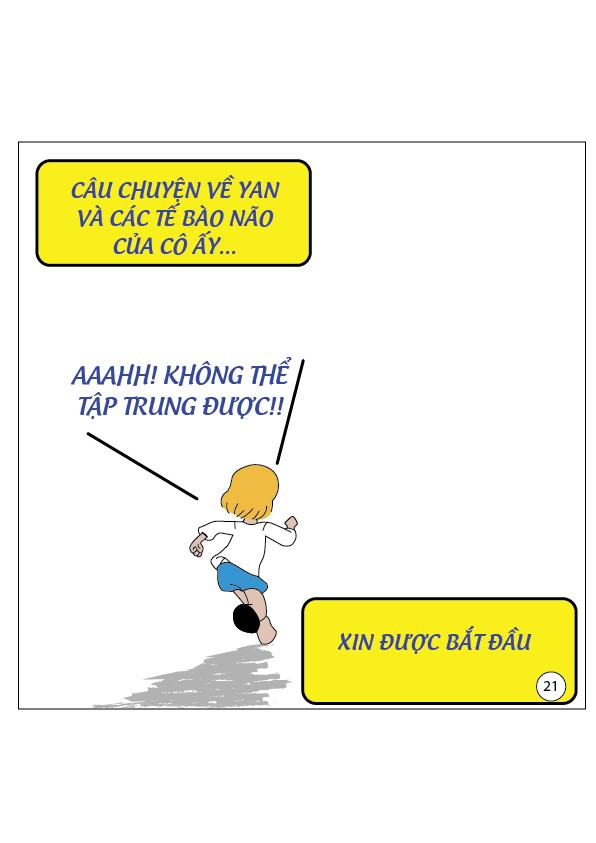 CÂU CHUYỆN VỀ YAN
VÀ CÁC TẾ BÀO NÃO
CỦA CÔ ẤY...
AAAHH! KHÔNG THỂ
TẬP TRUNG ĐƯỢC!!
XIN ĐƯỢC BẮT ĐẦU
21